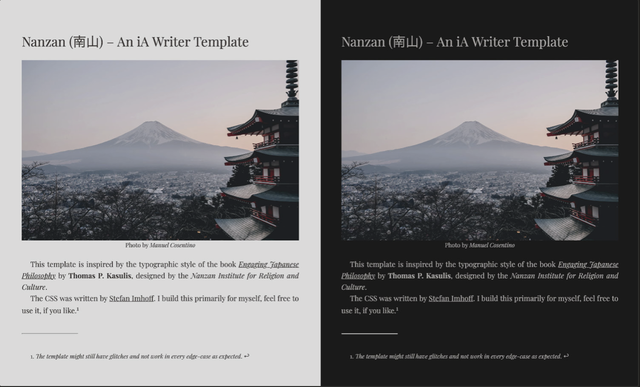 Nanzan (南山) – An iA Writer Template
Photo by Manuel Cosentino
This template is inspired by the typographic style of the book Engaging Japanese
Philosophy by Thomas P. Kasulis, designed by the Nanzan Institute for Religion and
Culture.
The CSS was written by Stefan Imhoff. I build this primarily for myself, feel free to
use it, if you like.¹
1. The template might still have glitches and not work in every edge-case as expected. ↩
Nanzan (南山) – An iA Writer Template
Photo by Manuel Cosentino
This template is inspired by the typographic style of the book Engaging Japanese
Philosophy by Thomas P. Kasulis, designed by the Nanzan Institute for Religion and
Culture.
The CSS was written by Stefan Imhoff. I build this primarily for myself, feel free to
use it, if you like.¹
1. The template might still have glitches and not work in every edge-case as expected. ↩